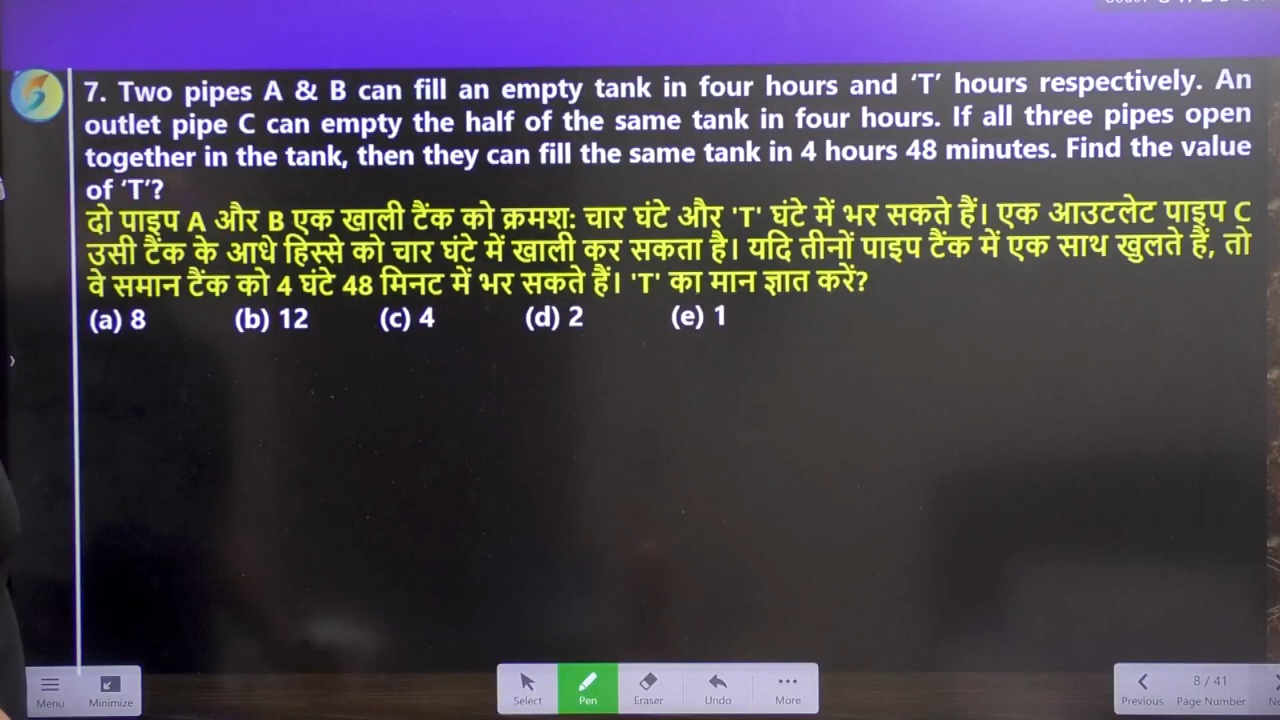 7. Two pipes A & B can fill an empty tank in four hours and ‘T’ hours respectively. An
outlet pipe C can empty the half of the same tank in four hours. If all three pipes open
together in the tank, then they can fill the same tank in 4 hours 48 minutes. Find the value
of ‘T’?
दो पाइप A और B एक खाली टैंक को क्रमश: चार घंटे और 'T' घंटे में भर सकते हैं। एक आउटलेट पाइप C
उसी टैंक के आधे हिस्से को चार घंटे में खाली कर सकता है। यदि तीनों पाइप टैंक में एक साथ खुलते हैं, तो
वे समान टैंक को 4 घंटे 48 मिनट में भर सकते हैं। 'T' का मान ज्ञात करें?
(a) 8 (b) 12 (c) 4 (d) 2 (e) 1
Menu Minimize Select Pen Eraser Undo More Previous 8 / 41 Page Number